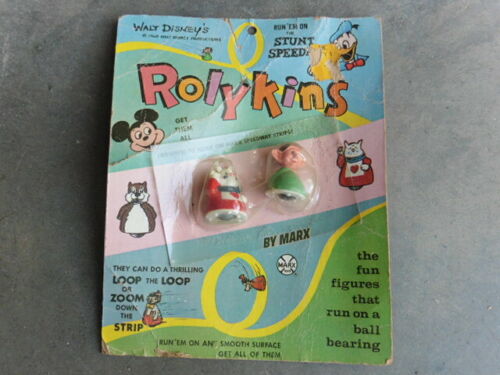 WALT DISNEY'S
RUN 'EM ON
THE
STUNT
SPEED
Rolykins
GET
THEM
ALL
BY MARX
MARX
THEY CAN DO A THRILLING
LOOP THE LOOP
OR
ZOOM
DOWN
THE
STRIP
the
fun
figures
that
run on a
ball
bearing
RUN 'EM ON ANY SMOOTH SURFACE
GET ALL OF THEM